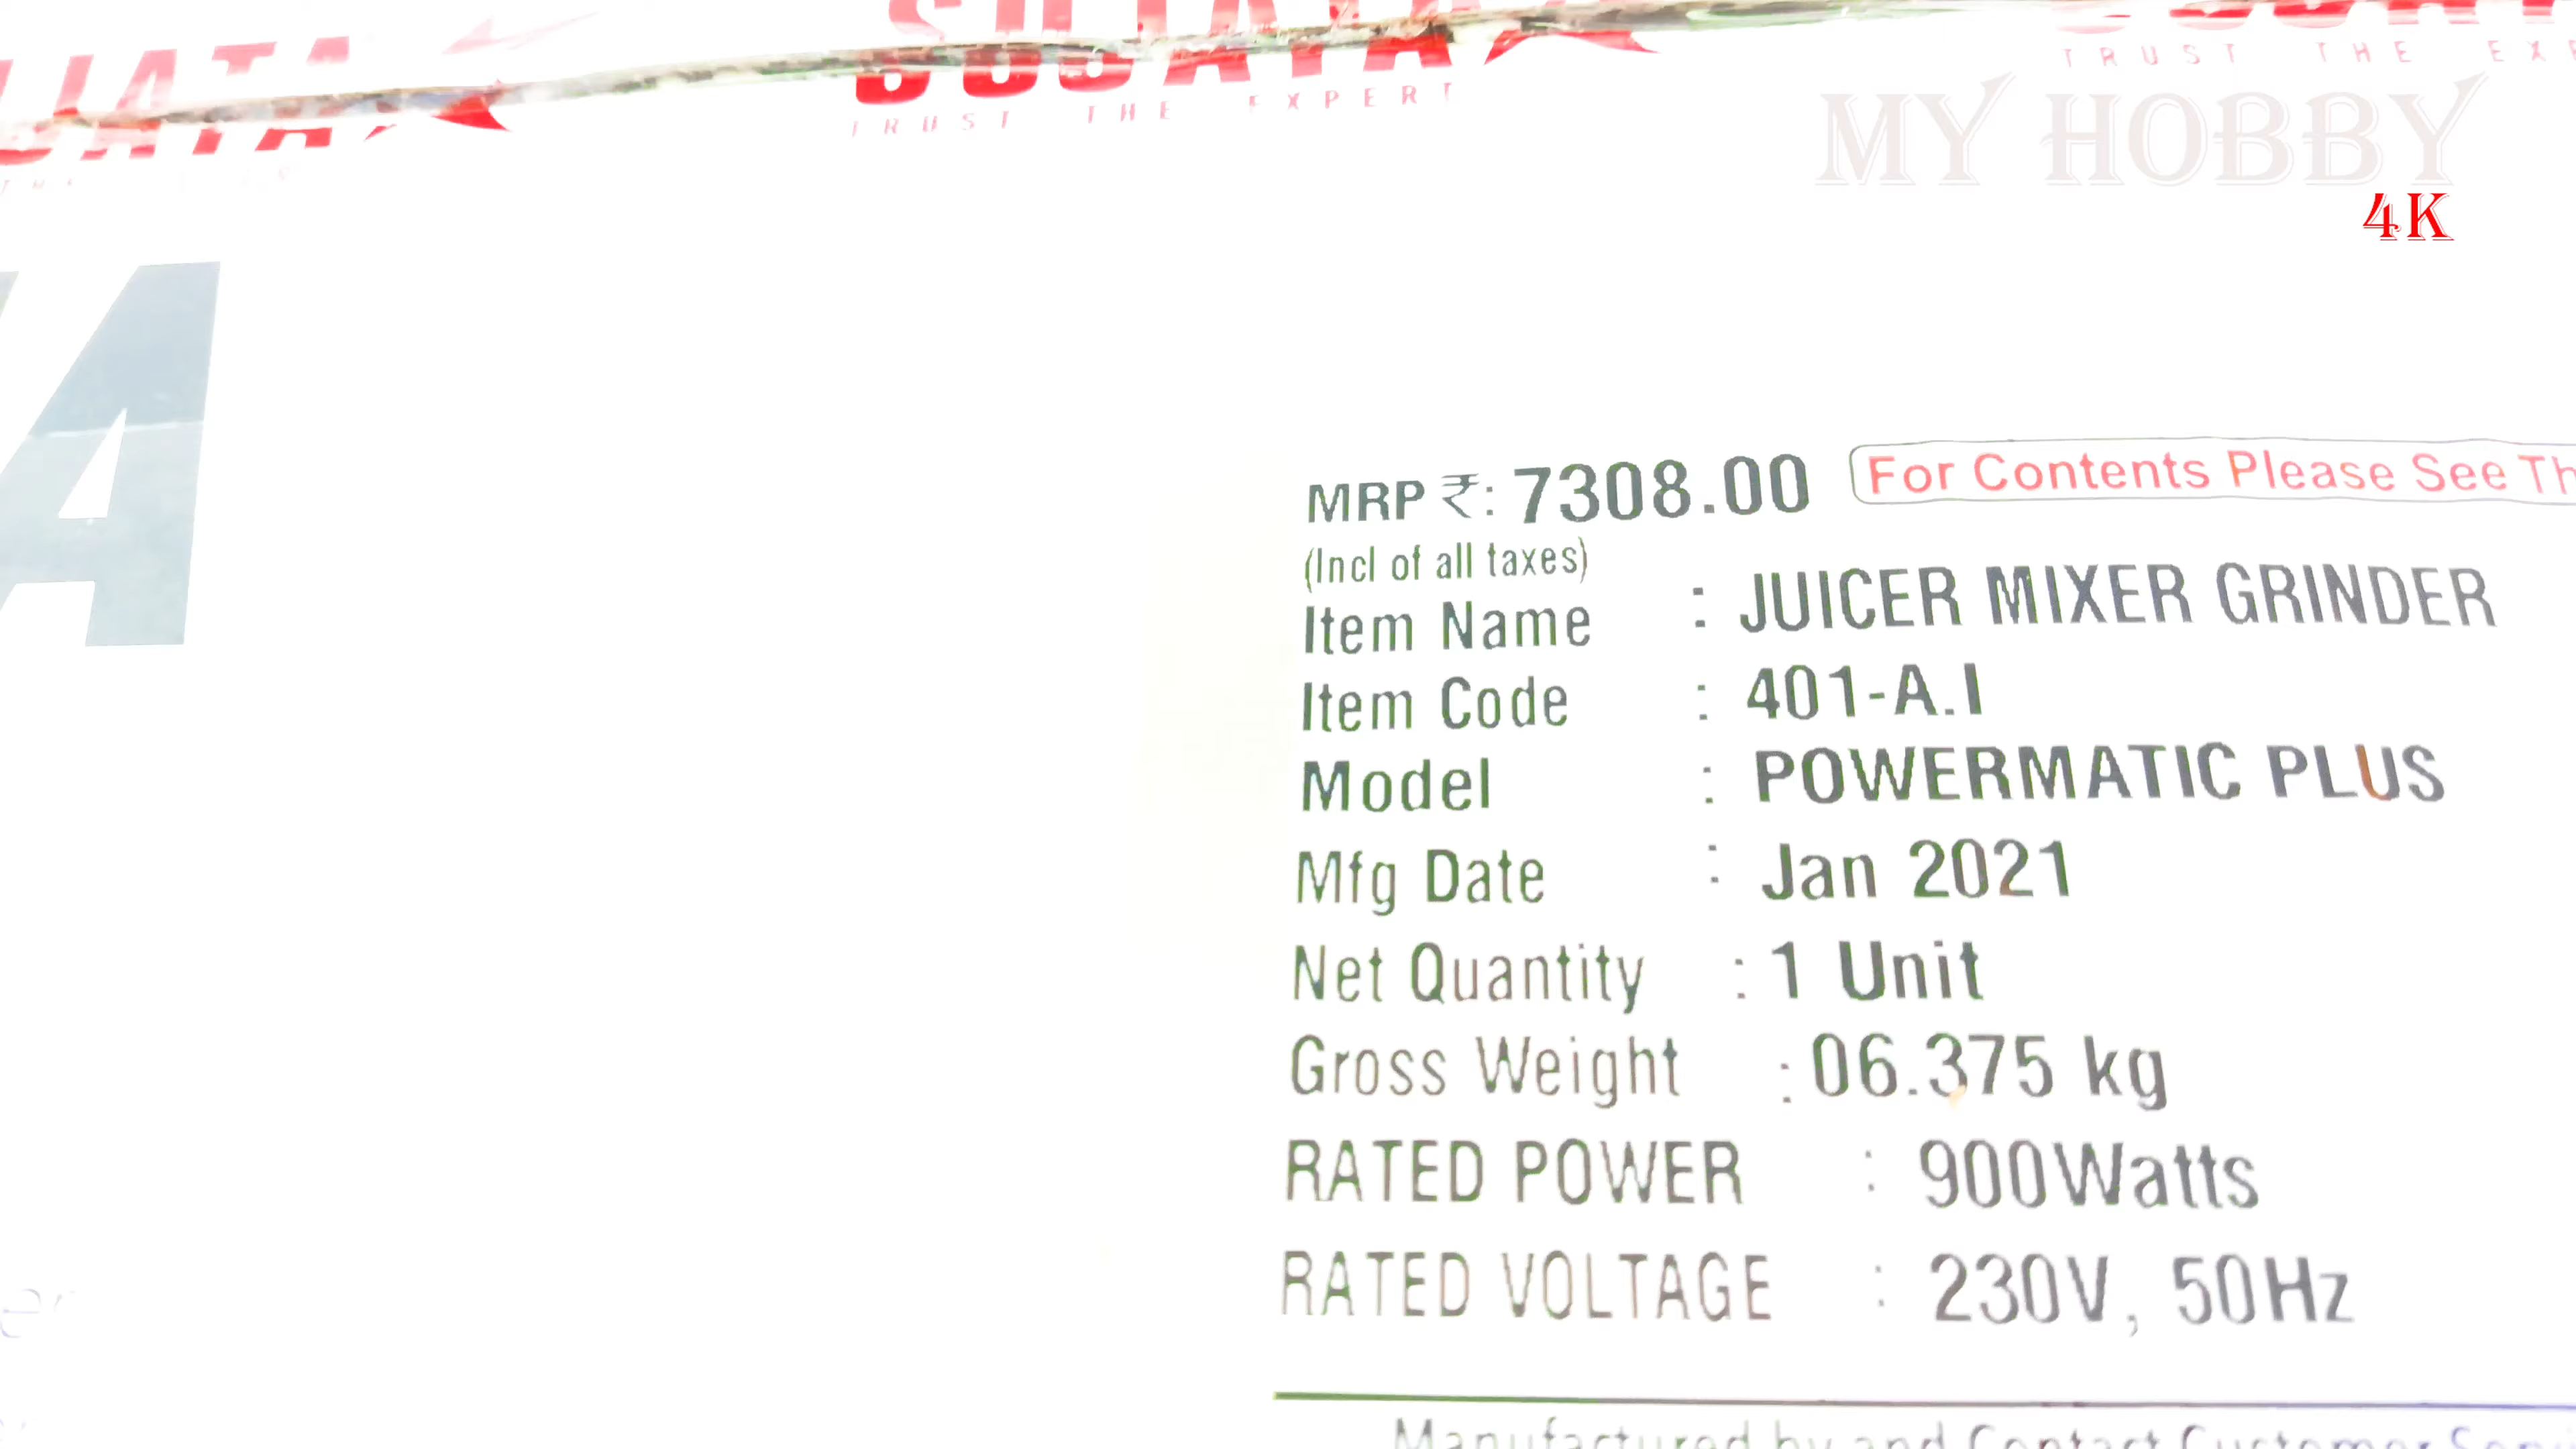 SUJATA
TRUST THE EXPERT
TRUST THE
MY HOBBY
4K
MRP ₹: 7308.00
For Contents Please See
(Incl of all taxes)
Item Name : JUICER MIXER GRINDER
Item Code : 401-A.I
Model : POWERMATIC PLUS
Mfg Date : Jan 2021
Net Quantity : 1 Unit
Gross Weight : 06.375 kg
RATED POWER : 900Watts
RATED VOLTAGE : 230V, 50Hz
Manufactured by and Contact Customer